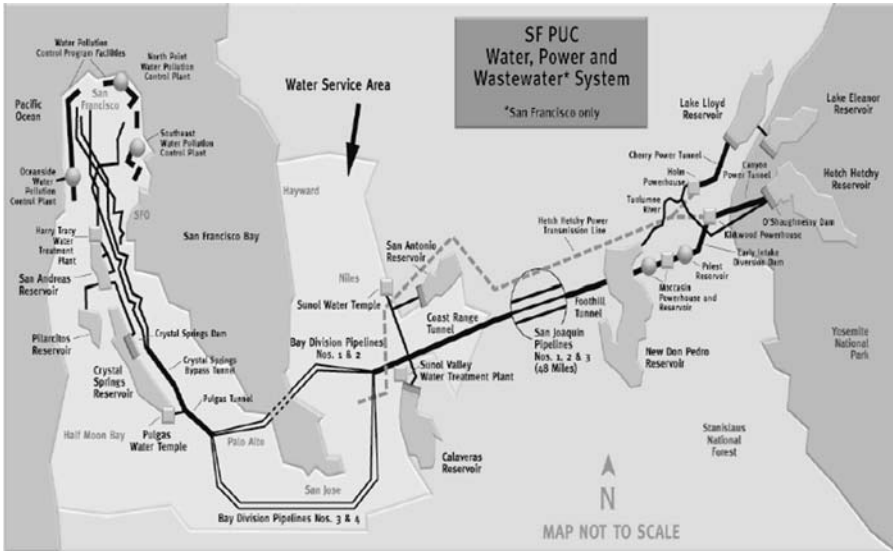 SF PUC
Water, Power and
Wastewater* System
*San Francisco only
Water Pollution
Control Program Facilities
North Point
Water Pollution
Control Plant
San
Francisco
Pacific
Ocean
Southeast
Water Pollution
Control Plant
Oceanside
Water
Pollution
Control Plant
SFO
Harry Tracy
Water
Treatment
Plant
San Andreas
Reservoir
Pilarcitos
Reservoir
Crystal Springs Dam
Crystal Springs
Bypass Tunnel
Crystal
Springs
Reservoir
Pulgas Tunnel
Half Moon Bay
Pulgas
Water Temple
Palo Alto
San Jose
Bay Division Pipelines Nos. 3 & 4
San Francisco Bay
Water Service Area
Hayward
Niles
Sunol Water Temple
Bay Division Pipelines
Nos. 1 & 2
San Antonio
Reservoir
Coast Range
Tunnel
Sunol Valley
Water Treatment Plant
Calaveras
Reservoir
Hetch Hetchy Power
Transmission Line
San Joaquin
Pipelines
Nos. 1, 2 & 3
(48 Miles)
Foothill
Tunnel
New Don Pedro
Reservoir
Moccasin
Powerhouse and
Reservoir
Priest
Reservoir
Early Intake
Diversion Dam
Kirkwood Powerhouse
O'Shaughnessy Dam
Tuolumne
River
Holm
Powerhouse
Cherry Power Tunnel
Canyon
Power Tunnel
Lake Lloyd
Reservoir
Lake Eleanor
Reservoir
Hetch Hetchy
Reservoir
Yosemite
National
Park
Stanislaus
National
Forest
N
MAP NOT TO SCALE